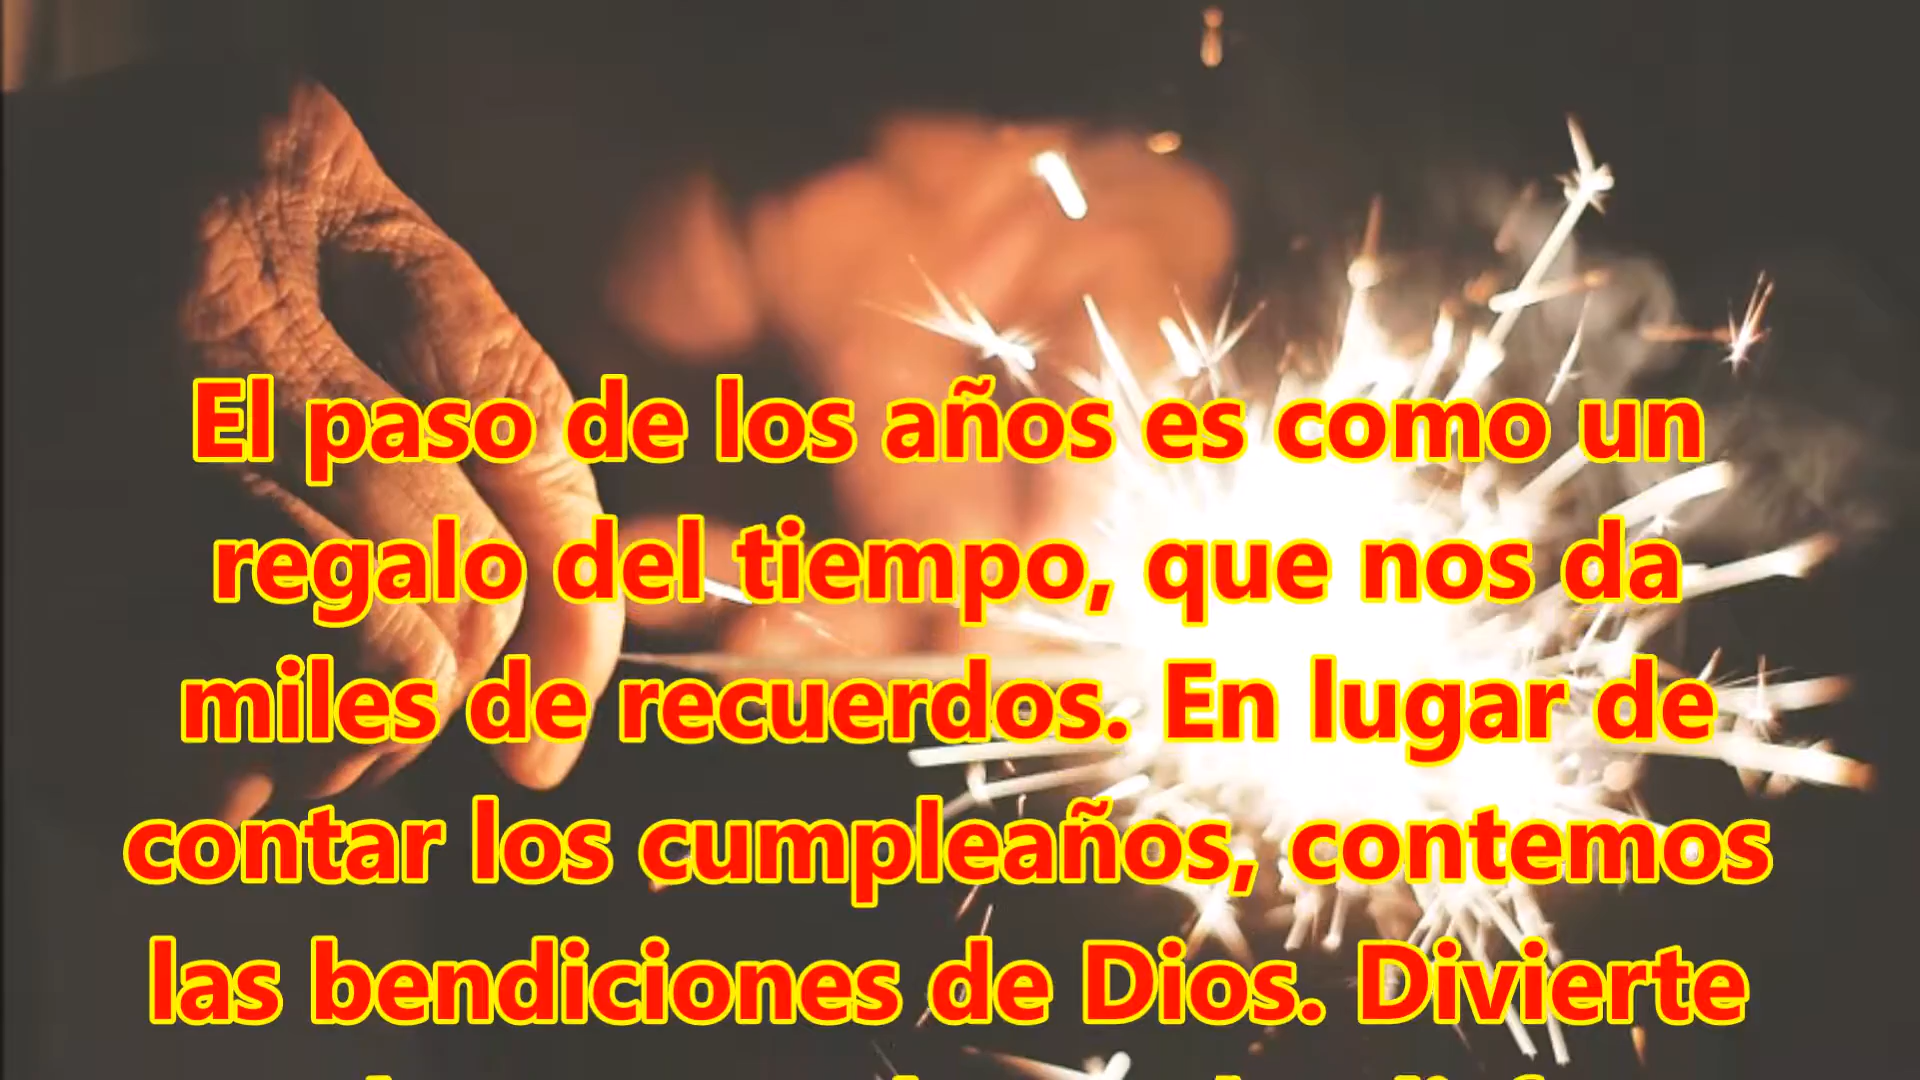 El paso de los años es como un
regalo del tiempo, que nos da
miles de recuerdos. En lugar de
contar los cumpleaños, contemos
las bendiciones de Dios. Divierte